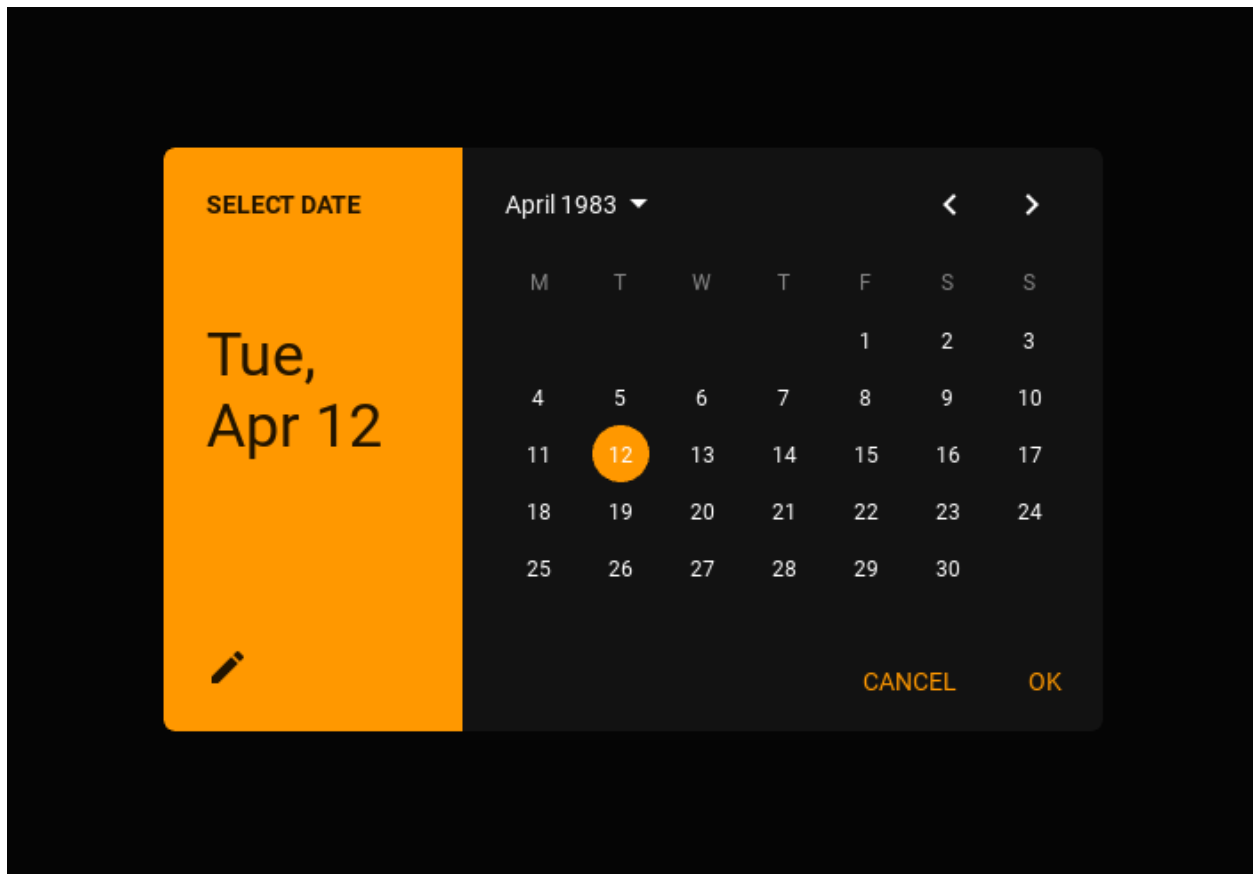 SELECT DATE
Tue,
Apr 12
April 1983
M T W T F S S
1 2 3
4 5 6 7 8 9 10
11 12 13 14 15 16 17
18 19 20 21 22 23 24
25 26 27 28 29 30
CANCEL OK